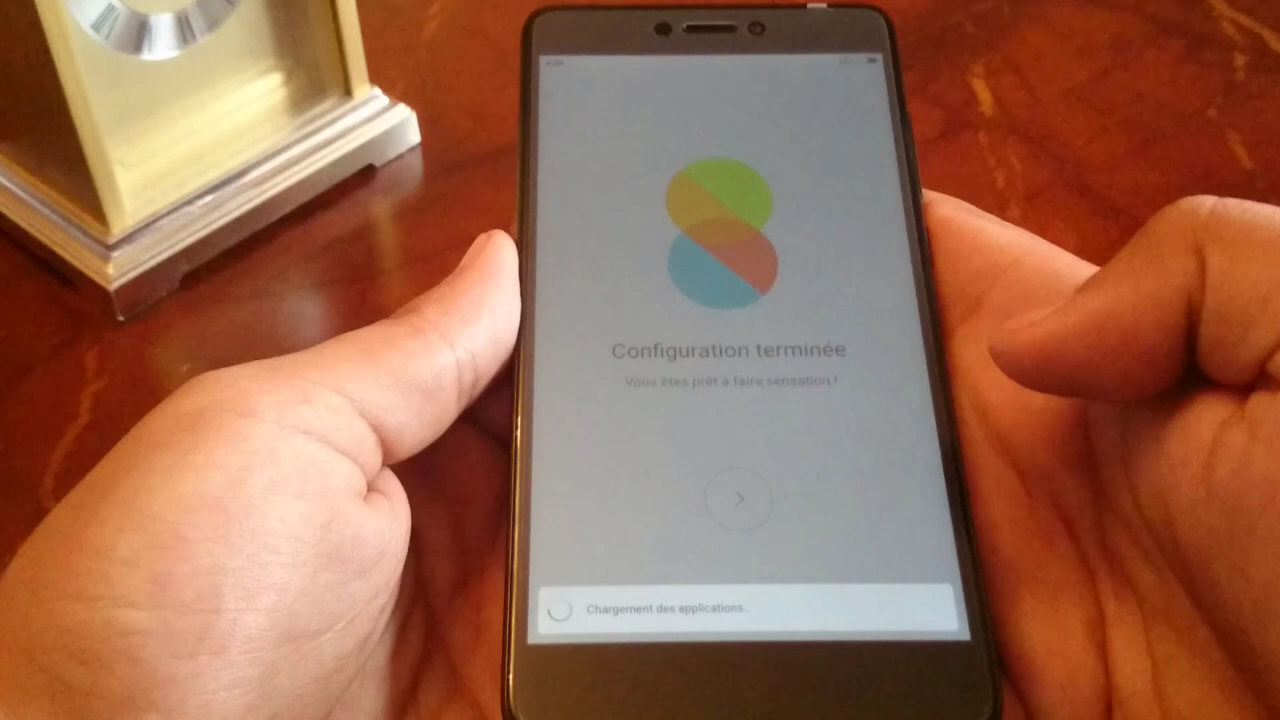 Configuration terminée
Vous êtes prêt à faire sensation !
Chargement des applications...